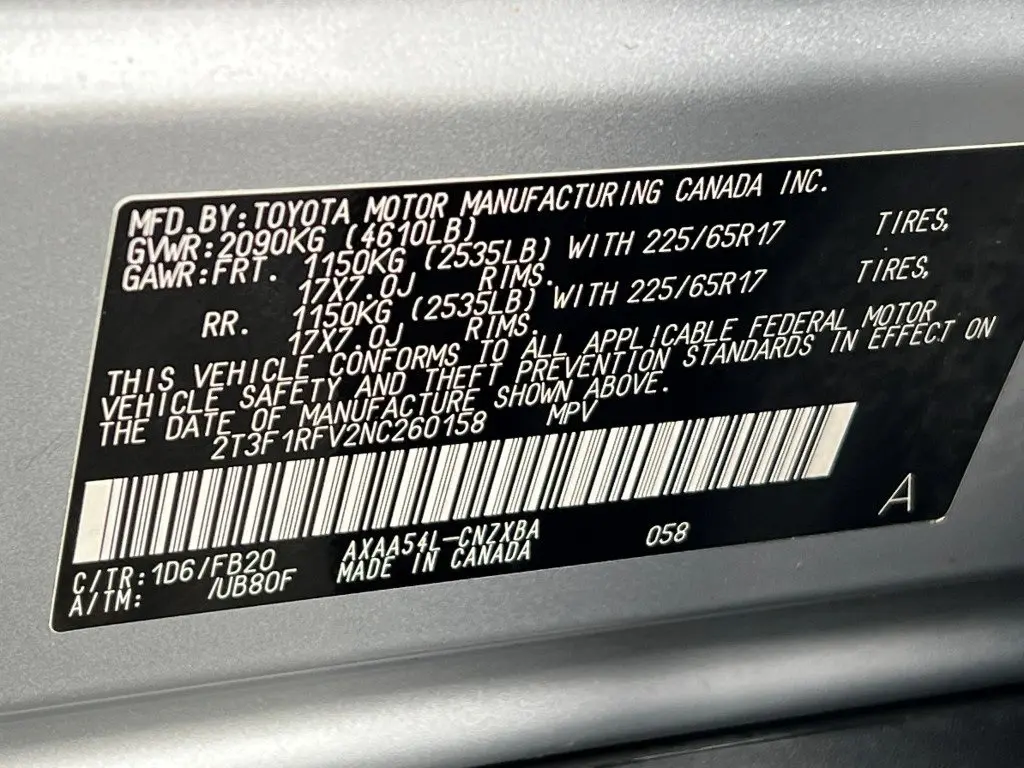 MFD.BY:TOYOTA MOTOR MANUFACTURING CANADA INC.
GVWR:2090KG (4610LB)
GAWR:FRT. 1150KG (2535LB) WITH 225/65R17 TIRES,
17X7.0J RIMS.
RR. 1150KG (2535LB) WITH 225/65R17 TIRES,
17X7.0J RIMS.
THIS VEHICLE CONFORMS TO ALL APPLICABLE FEDERAL MOTOR
VEHICLE SAFETY AND THEFT PREVENTION STANDARDS IN EFFECT ON
THE DATE OF MANUFACTURE SHOWN ABOVE.
2T3F1RFV2NC260158 MPV
C/TR:1D6/FB20 AXAA54L-CNZXBA 058 A
A/TM: /UB80F MADE IN CANADA